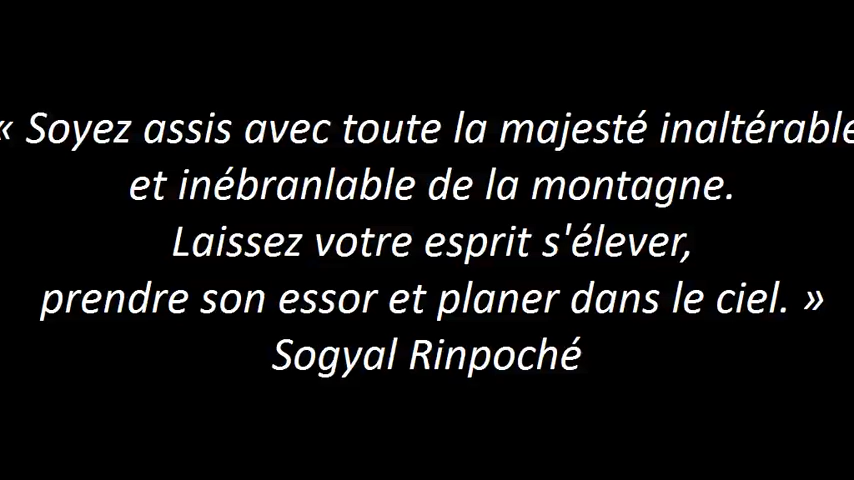 « Soyez assis avec toute la majesté inaltérable
et inébranlable de la montagne.
Laissez votre esprit s'élever,
prendre son essor et planer dans le ciel. »
Sogyal Rinpoché